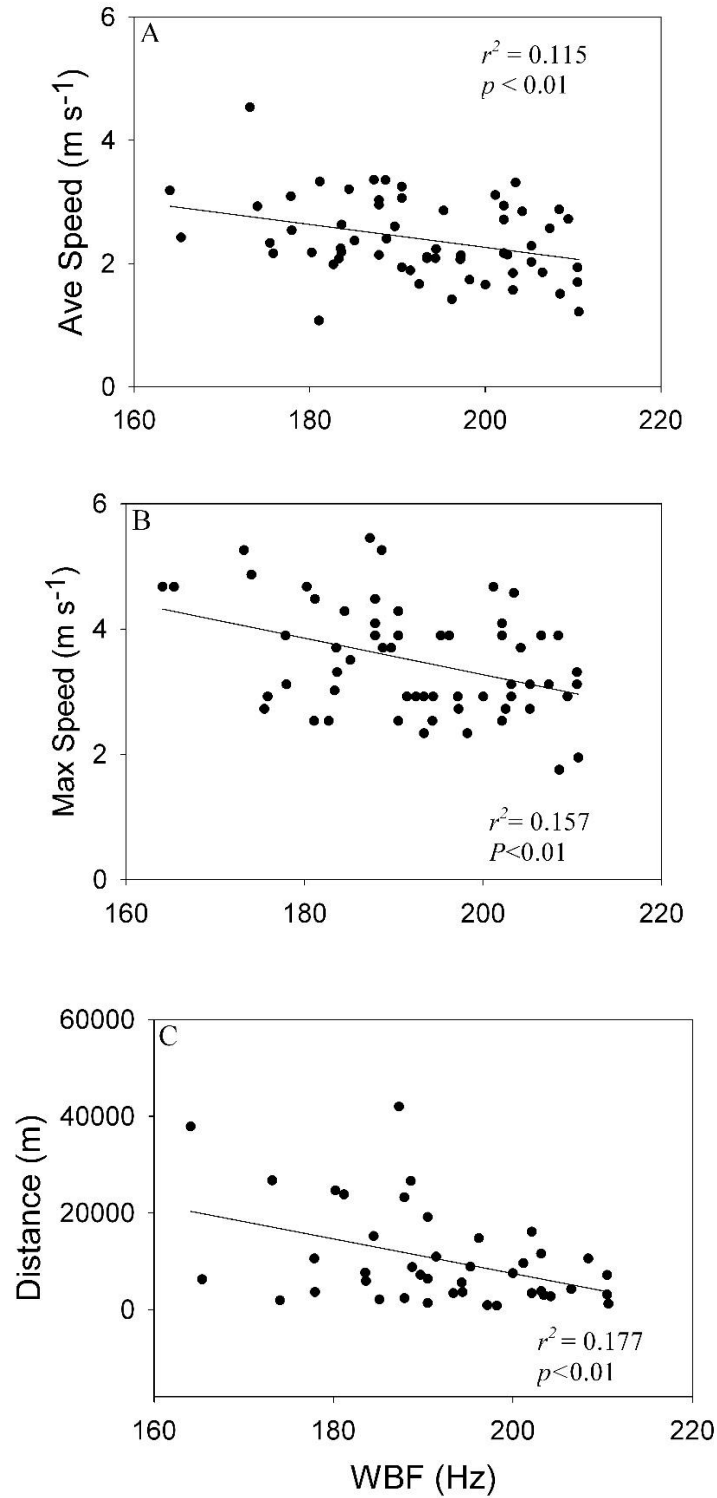 A
r² = 0.115
p < 0.01
Ave Speed (m s⁻¹)
6
4
2
0
160 180 200 220
B
r²= 0.157
P<0.01
Max Speed (m s⁻¹)
6
4
2
0
160 180 200 220
C
r² = 0.177
p<0.01
Distance (m)
60000
40000
20000
0
160 180 200 220
WBF (Hz)